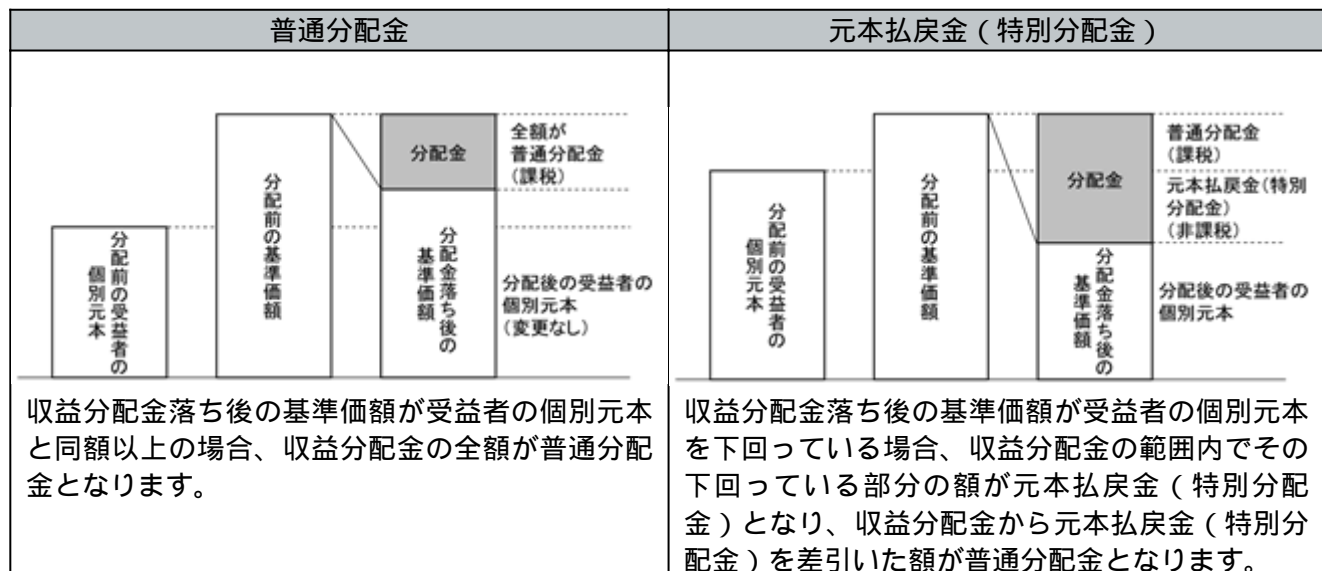 普通分配金
分配前の受益者の
個別元本
分配前の基準価額
分配金
分配金落ち後の
基準価額
全額が
普通分配金
(課税)
分配後の受益者の
個別元本
(変更なし)
収益分配金落ち後の基準価額が受益者の個別元本
と同額以上の場合、収益分配金の全額が普通分配
金となります。
元本払戻金(特別分配金)
分配前の受益者の
個別元本
分配前の基準価額
分配金
分配金落ち後の
基準価額
普通分配金
(課税)
元本払戻金(特別
分配金)
(非課税)
分配後の受益者の
個別元本
収益分配金落ち後の基準価額が受益者の個別元本
を下回っている場合、収益分配金の範囲内でその
下回っている部分の額が元本払戻金(特別分配
金)となり、収益分配金から元本払戻金(特別分
配金)を差引いた額が普通分配金となります。